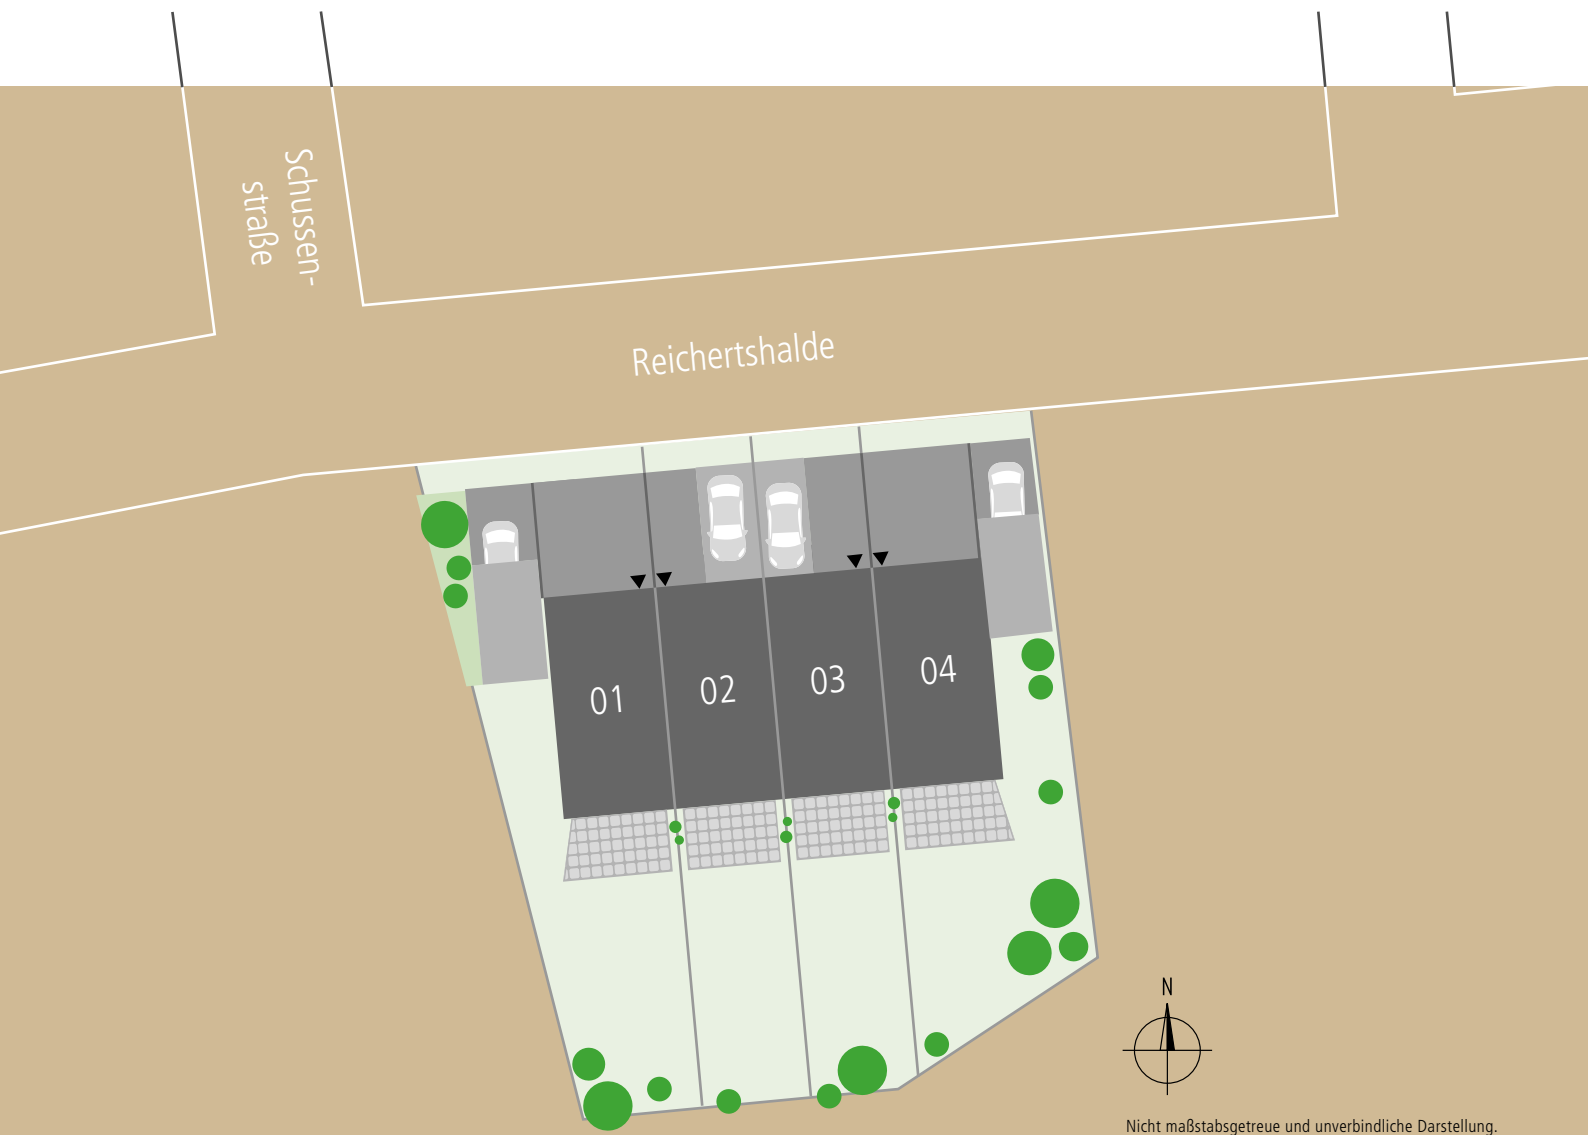 Schussen-
straße
Reichertshalde
01
02
03
04
N
Nicht maßstabsgetreue und unverbindliche Darstellung.